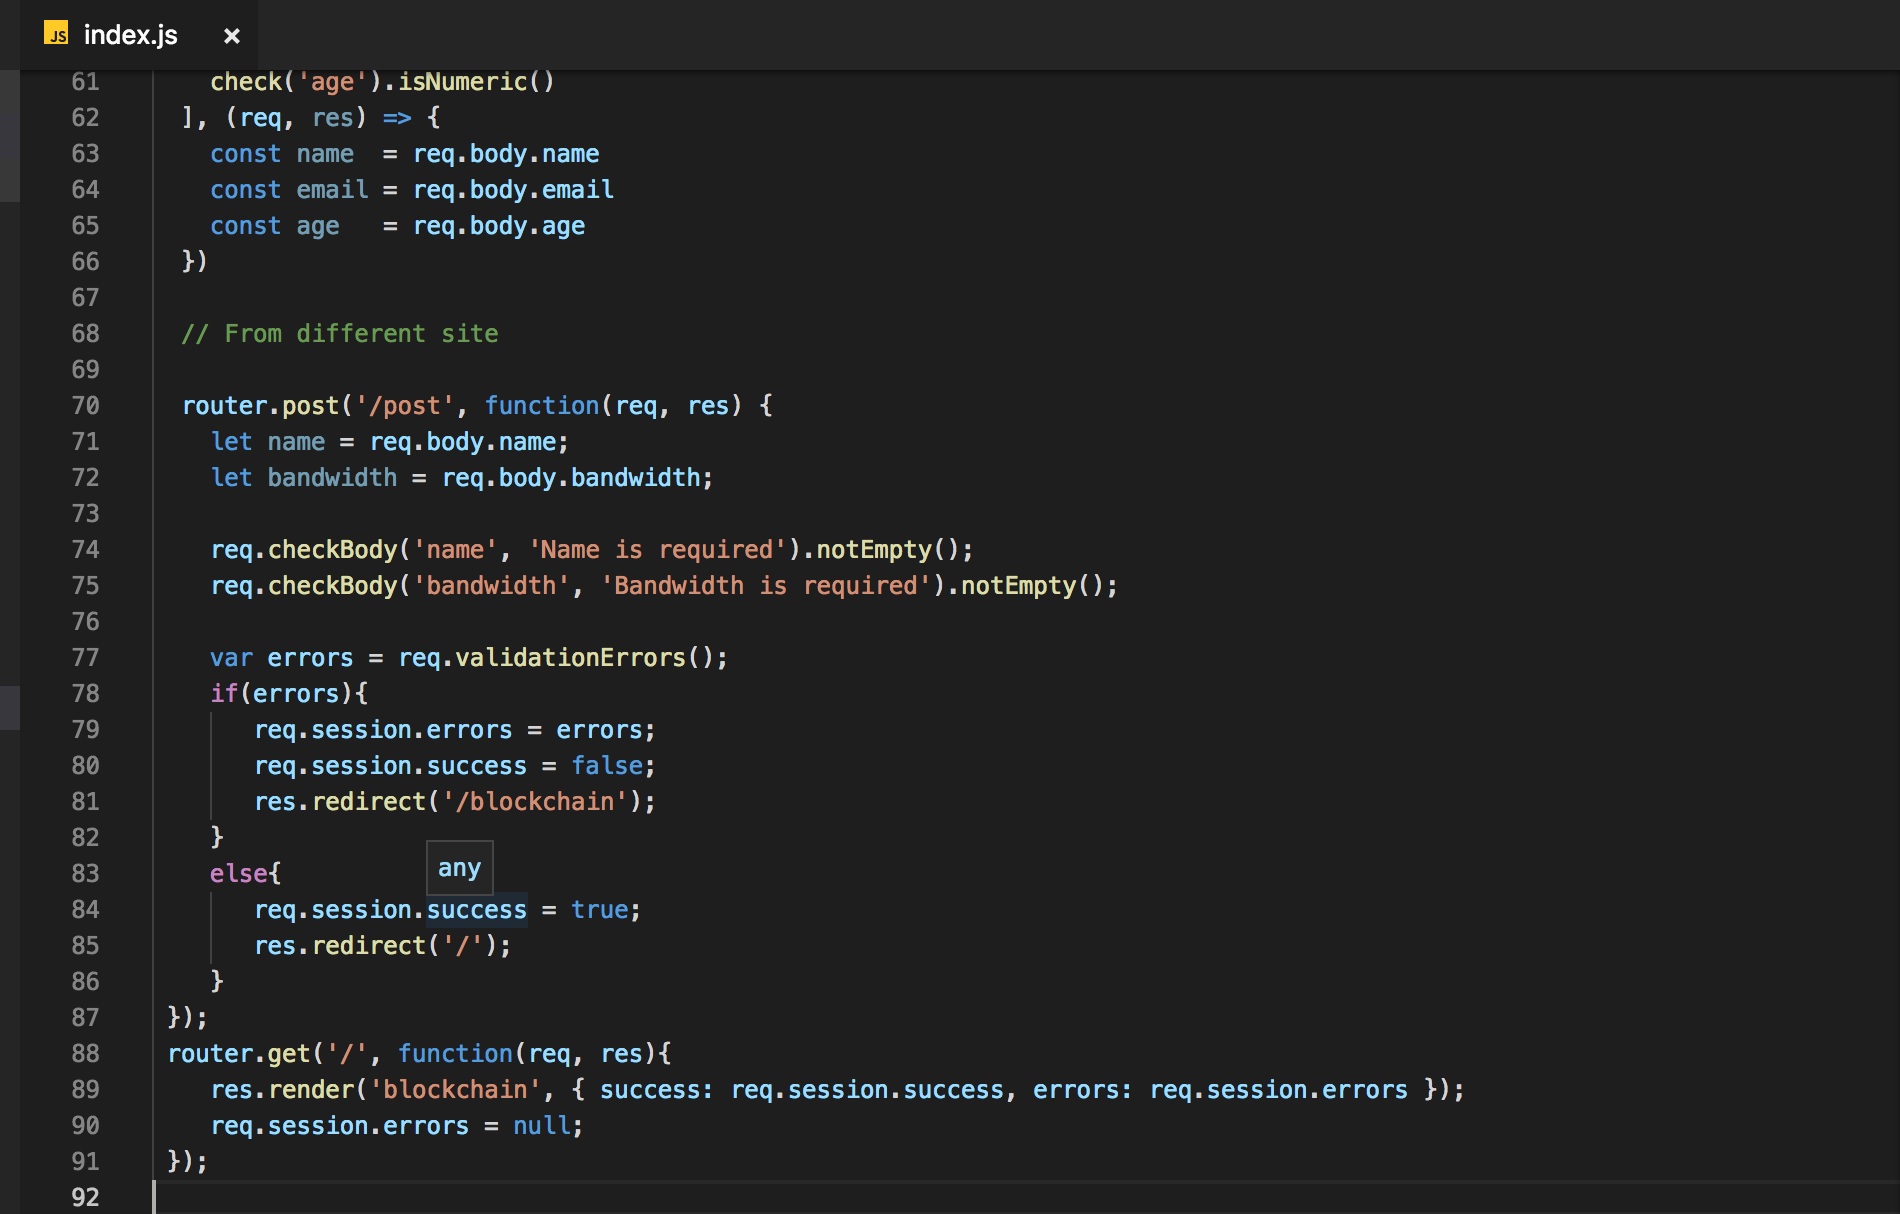 JS index.js ×
61 check('age').isNumeric()
62 ], (req, res) => {
63 const name  = req.body.name
64 const email = req.body.email
65 const age   = req.body.age
66 })
67
68 // From different site
69
70 router.post('/post', function(req, res) {
71 let name = req.body.name;
72 let bandwidth = req.body.bandwidth;
73
74 req.checkBody('name', 'Name is required').notEmpty();
75 req.checkBody('bandwidth', 'Bandwidth is required').notEmpty();
76
77 var errors = req.validationErrors();
78 if(errors){
79 req.session.errors = errors;
80 req.session.success = false;
81 res.redirect('/blockchain');
82 }
any
83 else{
84 req.session.success = true;
85 res.redirect('/');
86 }
87 });
88 router.get('/', function(req, res){
89 res.render('blockchain', { success: req.session.success, errors: req.session.errors });
90 req.session.errors = null;
91 });
92